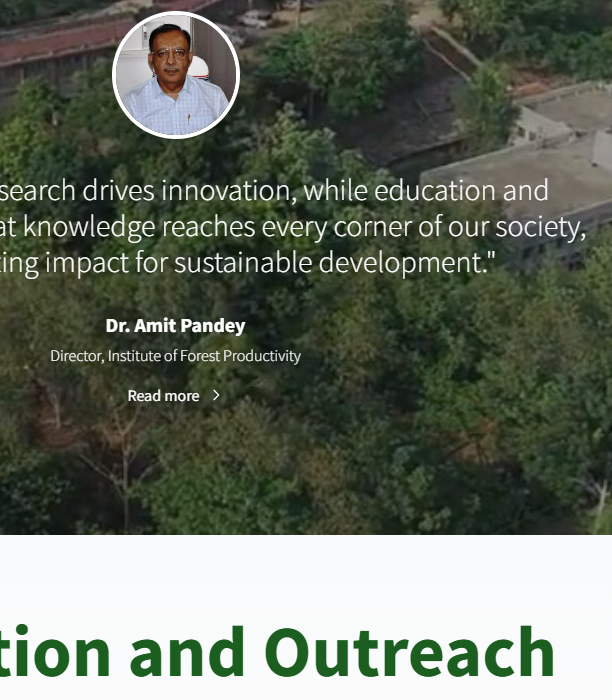 search drives innovation, while education and
at knowledge reaches every corner of our society,
ing impact for sustainable development."
Dr. Amit Pandey
Director, Institute of Forest Productivity
Read more
tion and Outreach